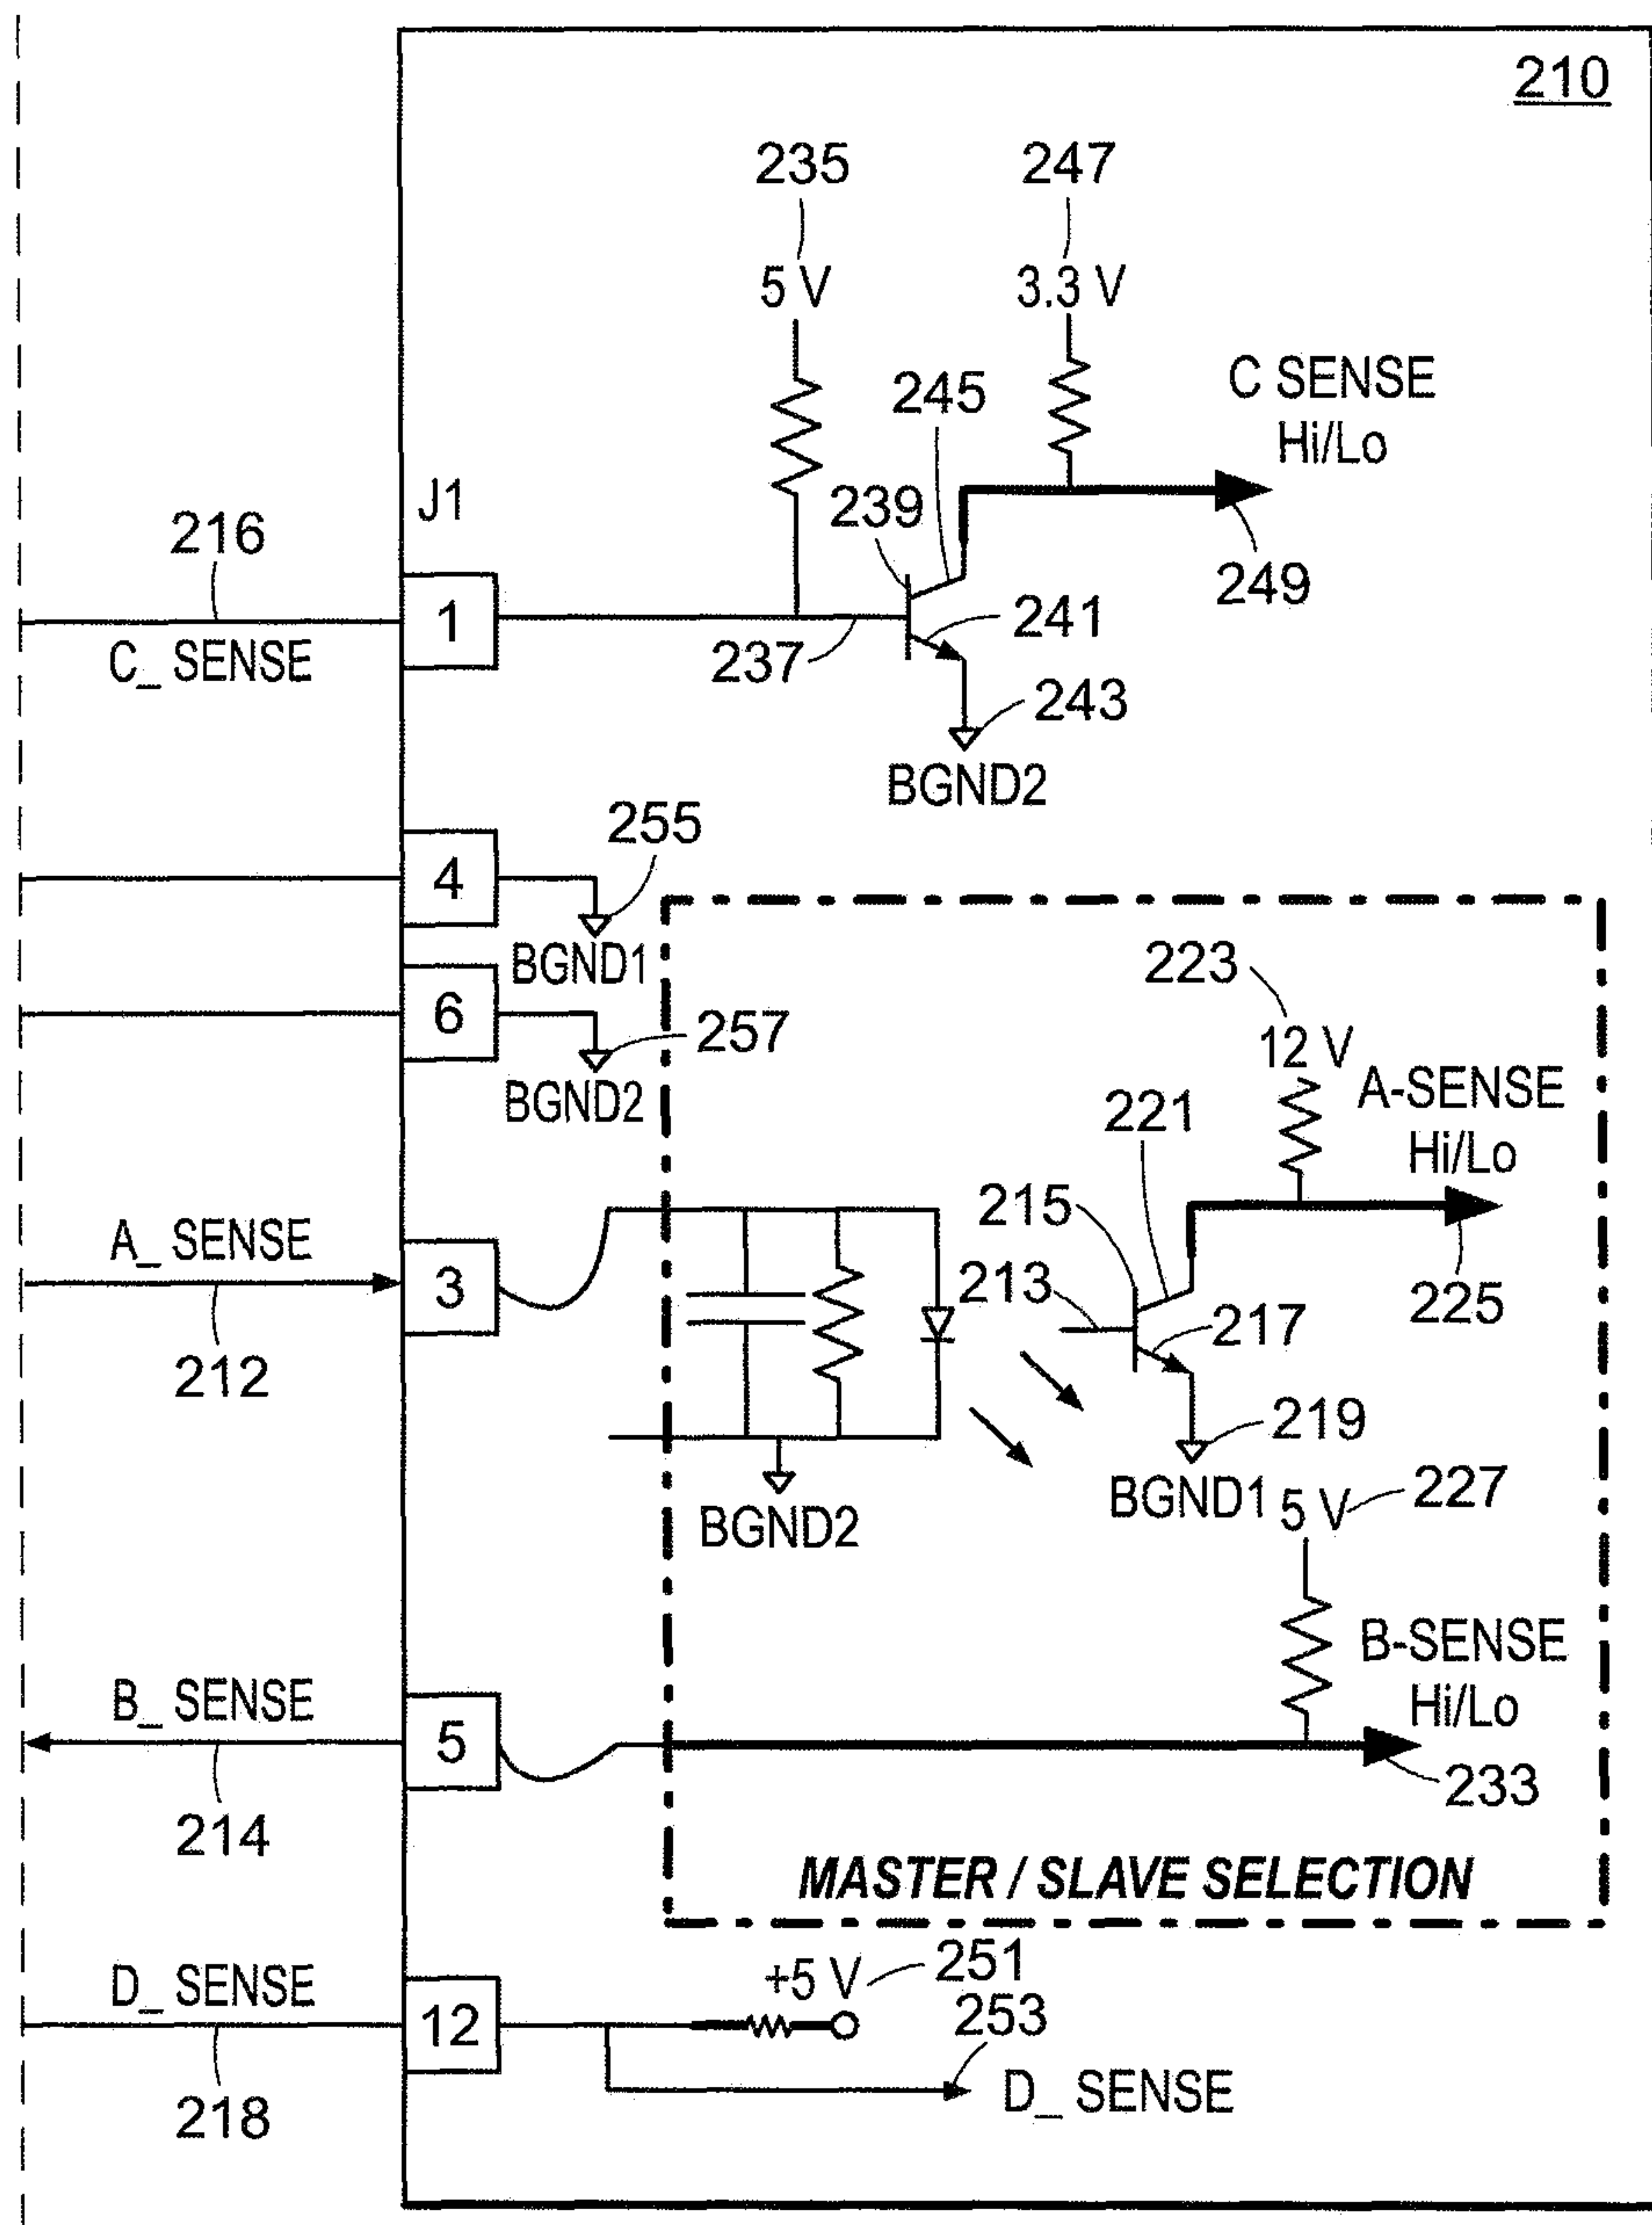 210
235
247
5 V
3.3 V
C SENSE
Hi/Lo
245
239
J1
216
249
1
241
C_ SENSE
237
243
BGND2
255
4
BGND1
223
6
257
12 V
BGND2
A-SENSE
Hi/Lo
221
215
A_ SENSE
3
213
225
217
212
219
BGND1
5 V
227
BGND2
B-SENSE
Hi/Lo
B_ SENSE
5
233
214
MASTER / SLAVE SELECTION
+5 V
251
D_ SENSE
12
253
D_ SENSE
218